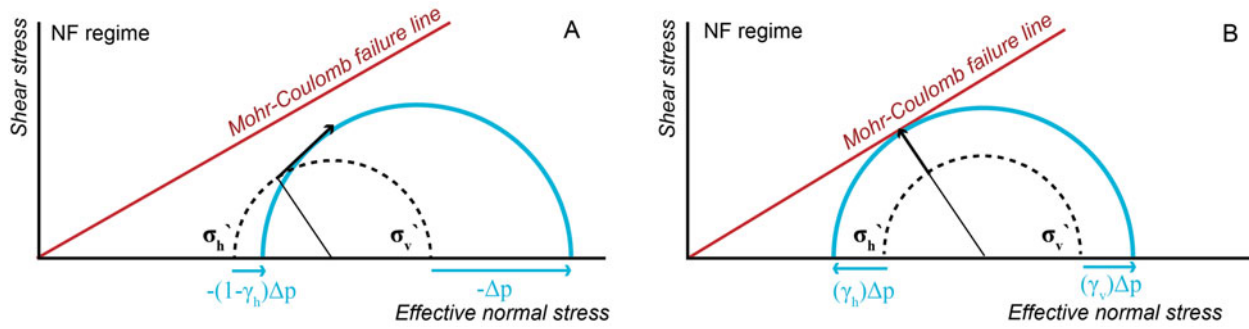 NF regime
A
Shear stress
Mohr-Coulomb failure line
σh`
σv`
-(1-γh)Δp
-Δp
Effective normal stress
NF regime
B
Shear stress
Mohr-Coulomb failure line
σh`
σv`
(γh)Δp
(γv)Δp
Effective normal stress